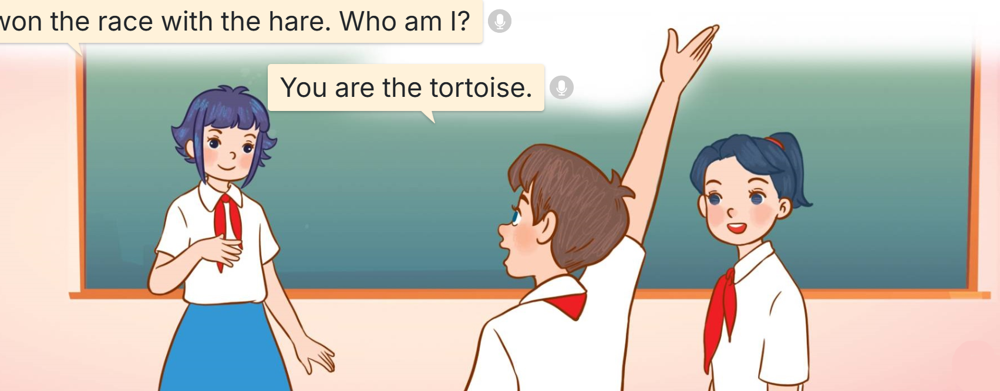 won the race with the hare. Who am I?
You are the tortoise.